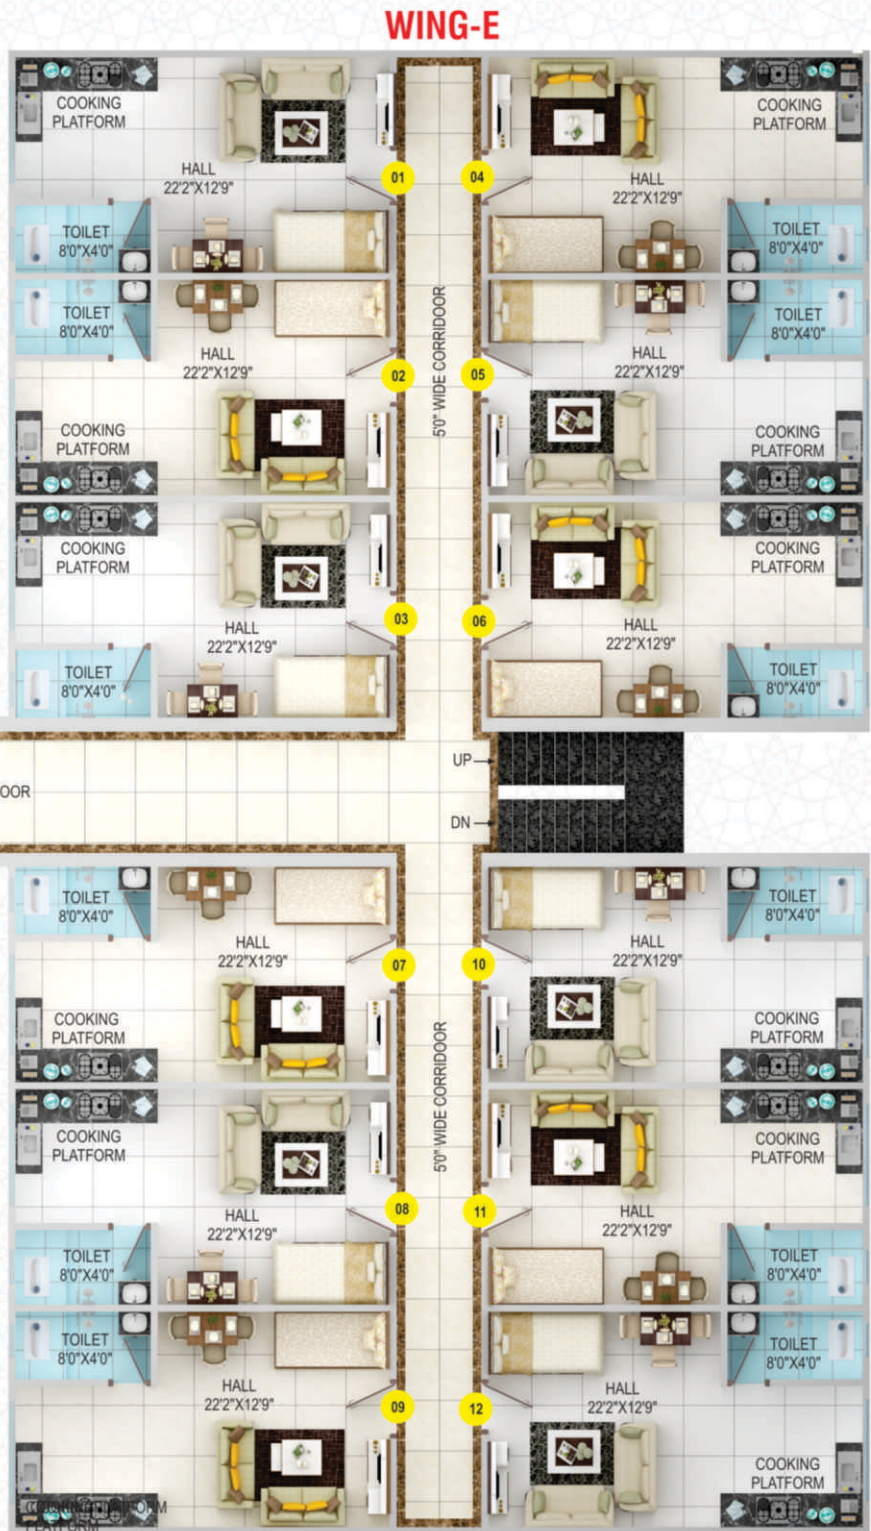 WING-E
COOKING
PLATFORM
HALL
22'2"X12'9"
01
TOILET
8'0"X4'0"
04
HALL
22'2"X12'9"
COOKING
PLATFORM
TOILET
8'0"X4'0"
TOILET
8'0"X4'0"
HALL
22'2"X12'9"
02
COOKING
PLATFORM
5'0" WIDE CORRIDOOR
05
HALL
22'2"X12'9"
TOILET
8'0"X4'0"
COOKING
PLATFORM
COOKING
PLATFORM
03
HALL
22'2"X12'9"
TOILET
8'0"X4'0"
06
HALL
22'2"X12'9"
COOKING
PLATFORM
TOILET
8'0"X4'0"
OOR
UP
DN
TOILET
8'0"X4'0"
HALL
22'2"X12'9"
07
COOKING
PLATFORM
10
HALL
22'2"X12'9"
TOILET
8'0"X4'0"
COOKING
PLATFORM
5'0" WIDE CORRIDOOR
COOKING
PLATFORM
08
HALL
22'2"X12'9"
TOILET
8'0"X4'0"
11
HALL
22'2"X12'9"
COOKING
PLATFORM
TOILET
8'0"X4'0"
TOILET
8'0"X4'0"
HALL
22'2"X12'9"
09
12
HALL
22'2"X12'9"
TOILET
8'0"X4'0"
COOKING
PLATFORM
PLATFORM